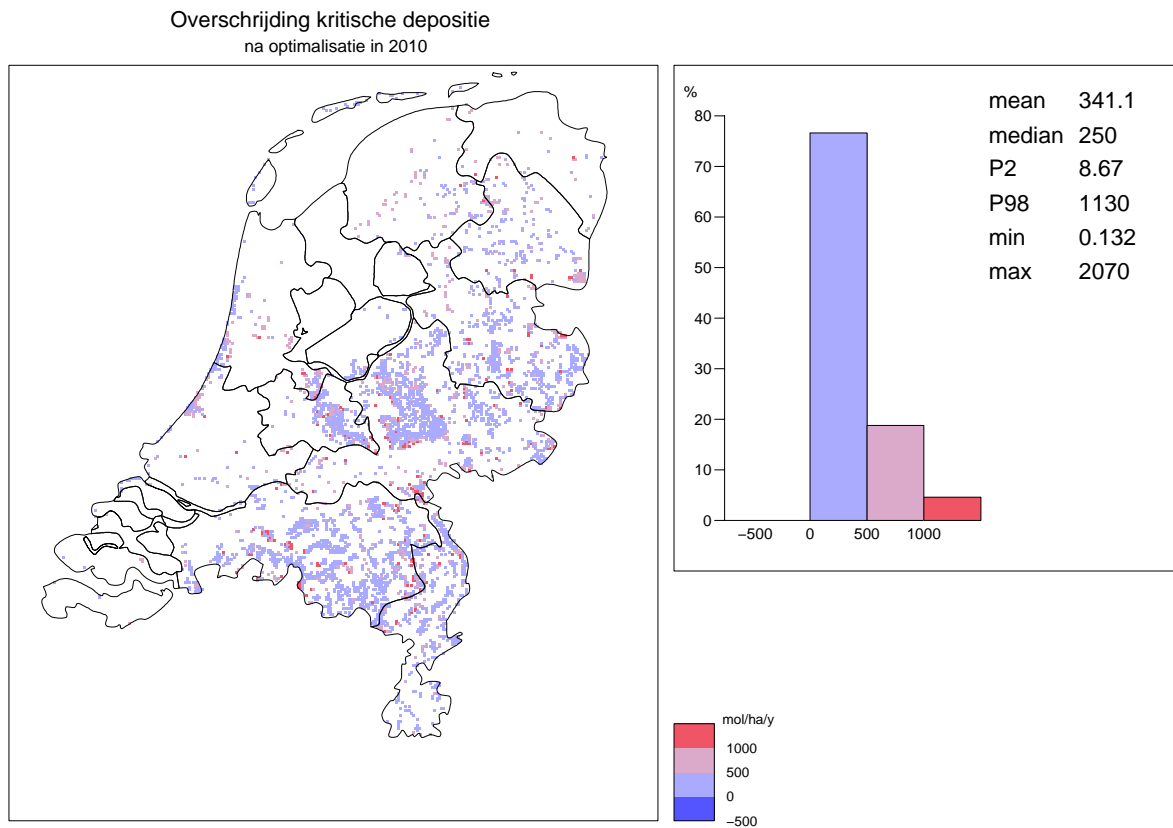 Overschrijding kritische depositie
na optimalisatie in 2010
%
80
70
60
50
40
30
20
10
0
−500 0 500 1000
mean 341.1
median 250
P2 8.67
P98 1130
min 0.132
max 2070
mol/ha/y
1000
500
0
−500